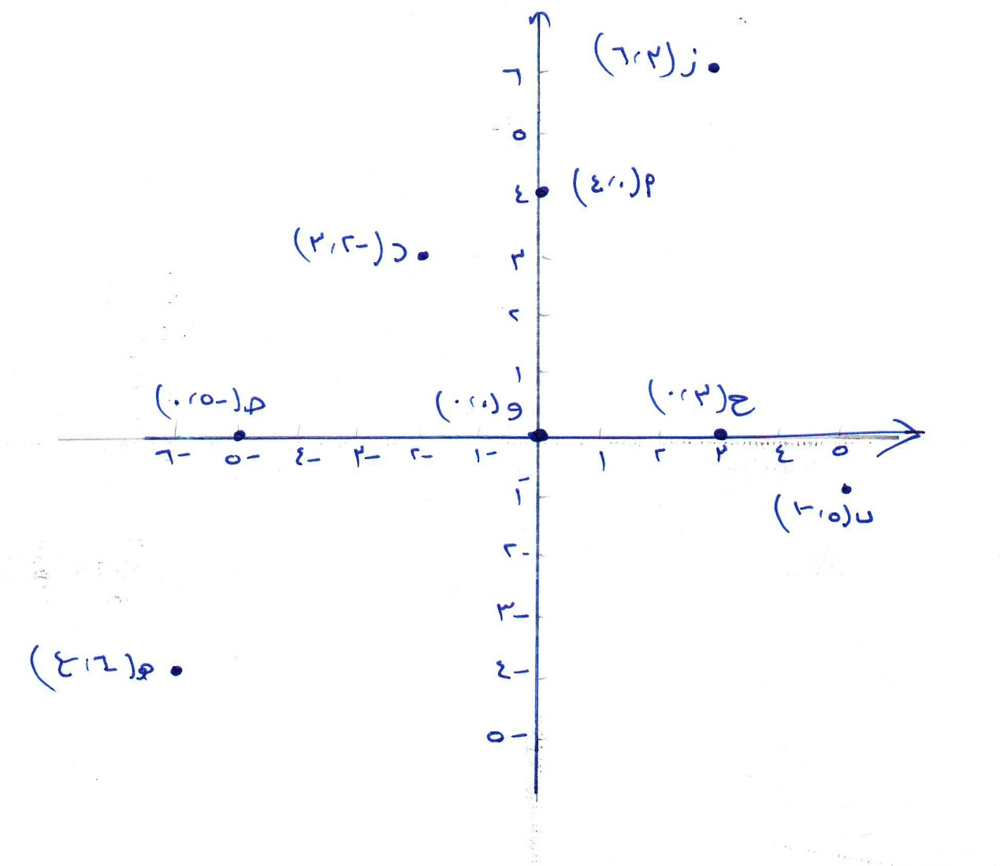 ز(٣،٦)
٦
٥
م(٠،٤)
٤
د(-٢،٣)
٣
٢
١
ح(٣،٠)
و(٠،٠)
ط(-٥،٠)
-٦ -٥ -٤ -٣ -٢ -١ ١ ٢ ٣ ٤ ٥
-١
ب(٥،-١)
-٢
-٣
-٤
هـ(-٦،-٤)
-٥